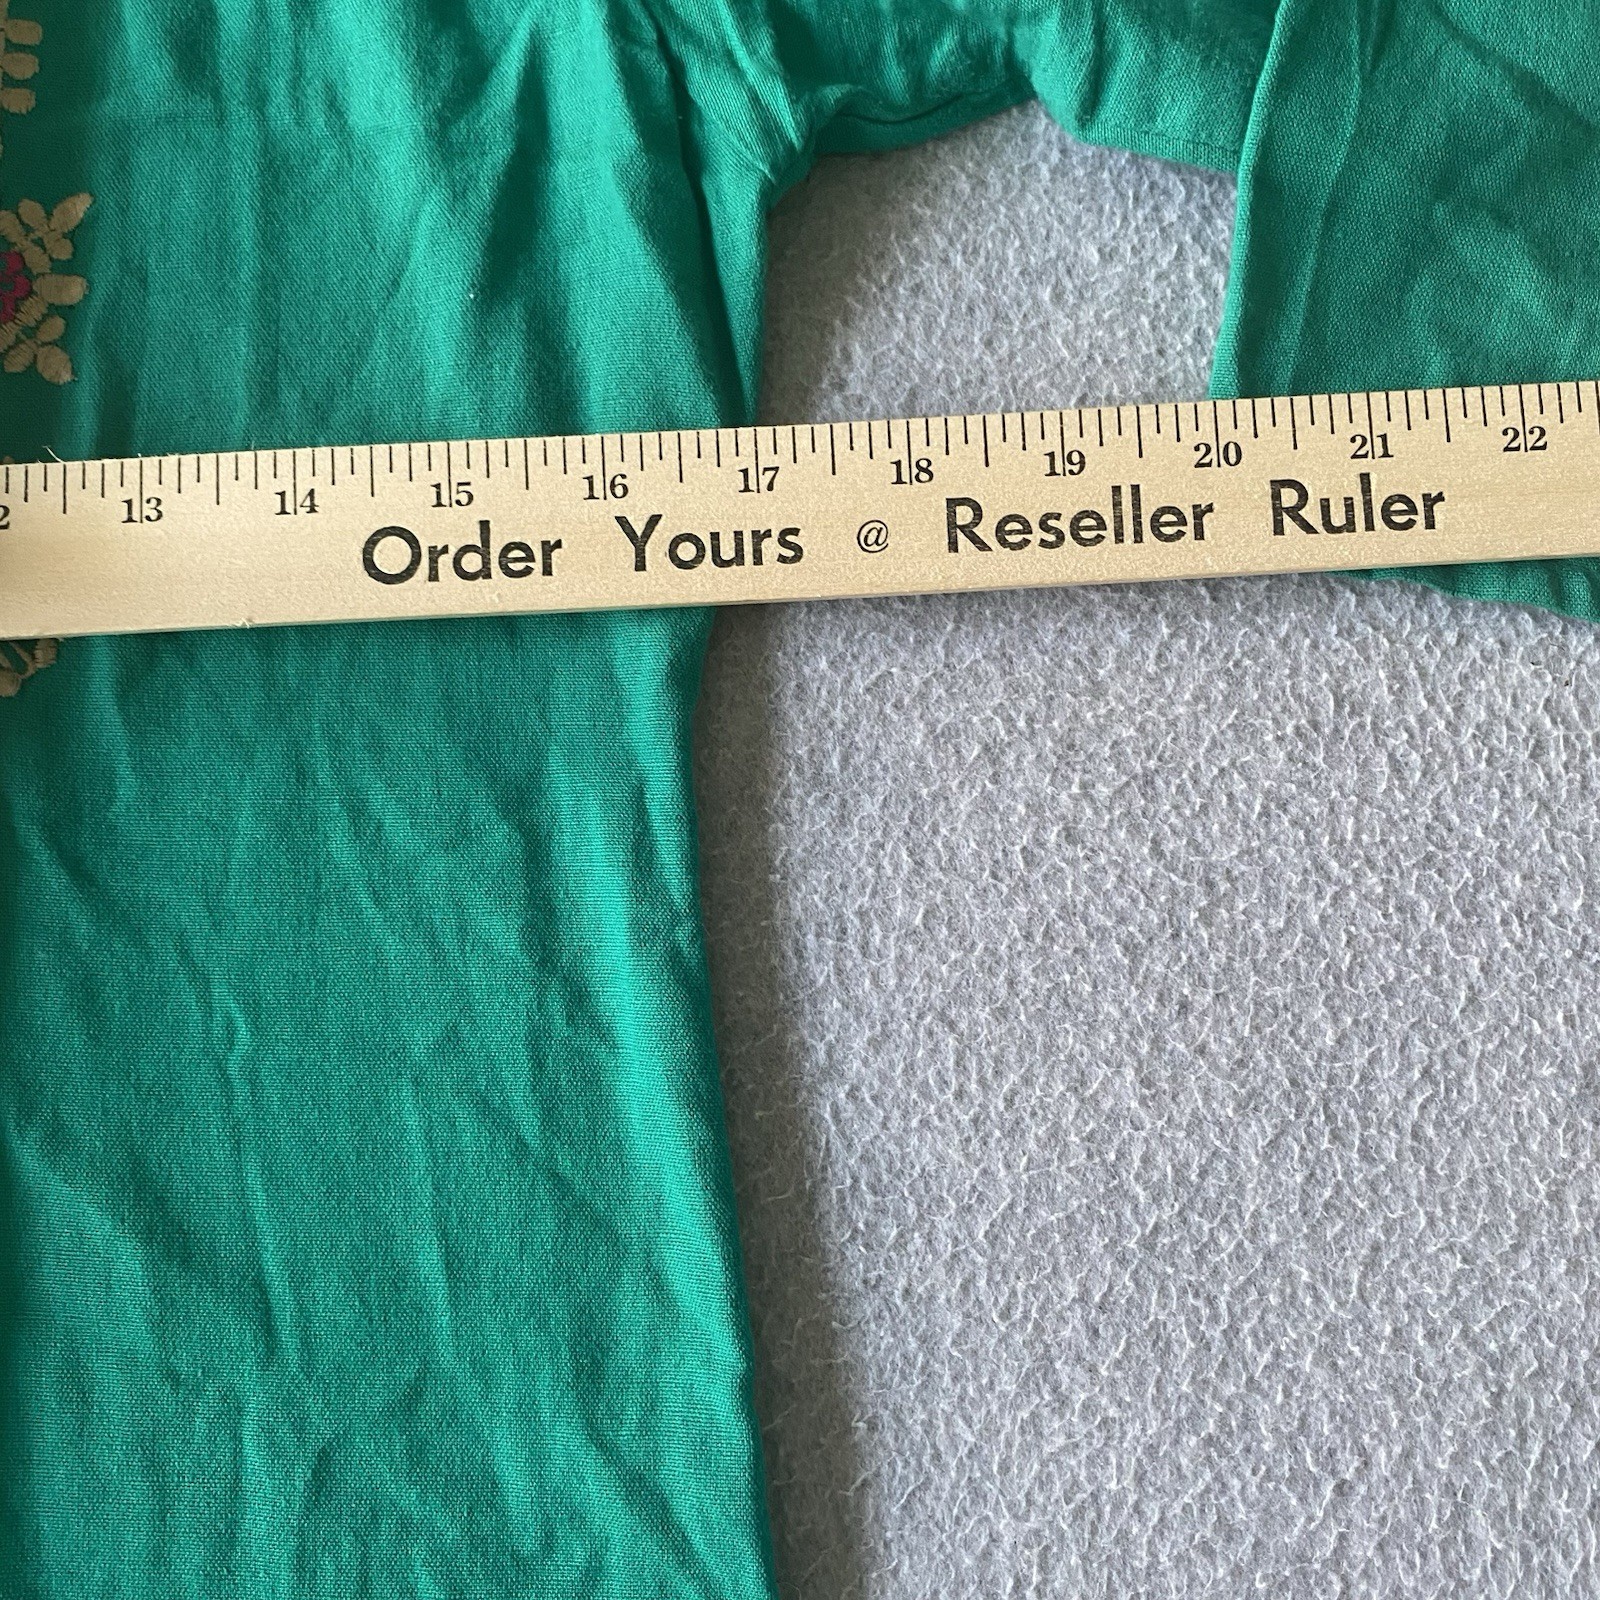 13 14 15 16 17 18 19 20 21 22
Order Yours @ Reseller Ruler